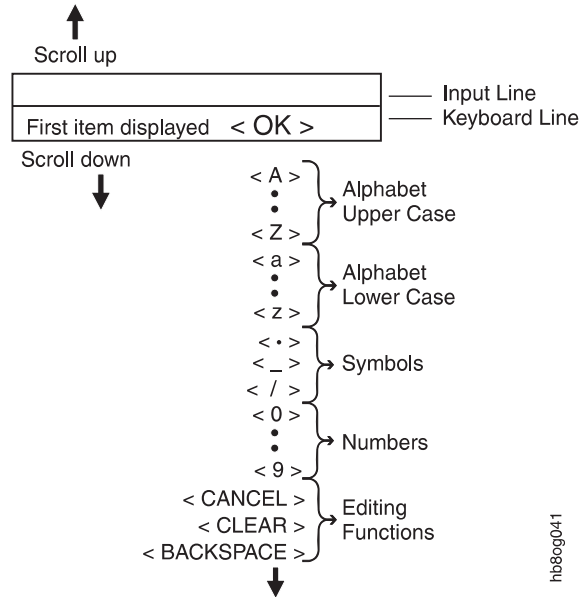 Scroll up
Input Line
First item displayed < OK >
Keyboard Line
Scroll down
< A >
•
•
< Z >
Alphabet
Upper Case
< a >
•
•
< z >
Alphabet
Lower Case
< · >
< _ >
< / >
Symbols
< 0 >
•
•
< 9 >
Numbers
< CANCEL >
< CLEAR >
< BACKSPACE >
Editing
Functions
hb8og041